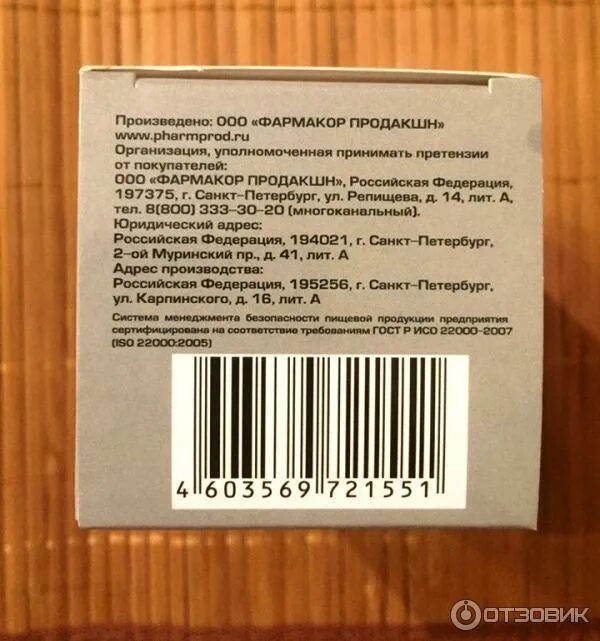 Произведено: ООО «ФАРМАКОР ПРОДАКШН»
www.pharmprod.ru
Организация, уполномоченная принимать претензии
от покупателей:
ООО «ФАРМАКОР ПРОДАКШН», Российская Федерация,
197375, г. Санкт-Петербург, ул. Репищева, д. 14, лит. А,
тел. 8(800) 333-30-20 (многоканальный).
Юридический адрес:
Российская Федерация, 194021, г. Санкт-Петербург,
2-ой Муринский пр., д. 41, лит. А
Адрес производства:
Российская Федерация, 195256, г. Санкт-Петербург,
ул. Карпинского, д. 16, лит. А
Система менеджмента безопасности пищевой продукции предприятия
сертифицирована на соответствие требованиям ГОСТ Р ИСО 22000-2007
(ISO 22000:2005)
4 603569 721551
ОТЗОВИК